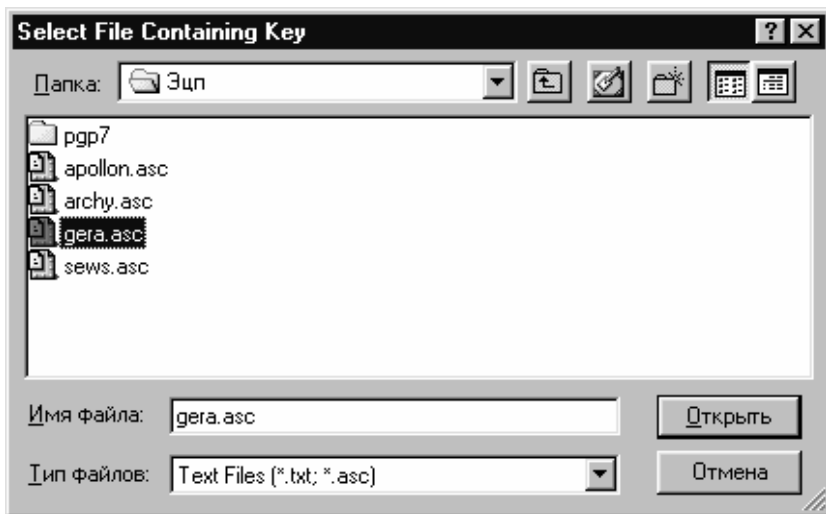 Select File Containing Key
Папка: Эцп
pgp7
apollon.asc
archy.asc
gera.asc
sews.asc
Имя файла: gera.asc Открыть
Тип файлов: Text Files (*.txt; *.asc) Отмена